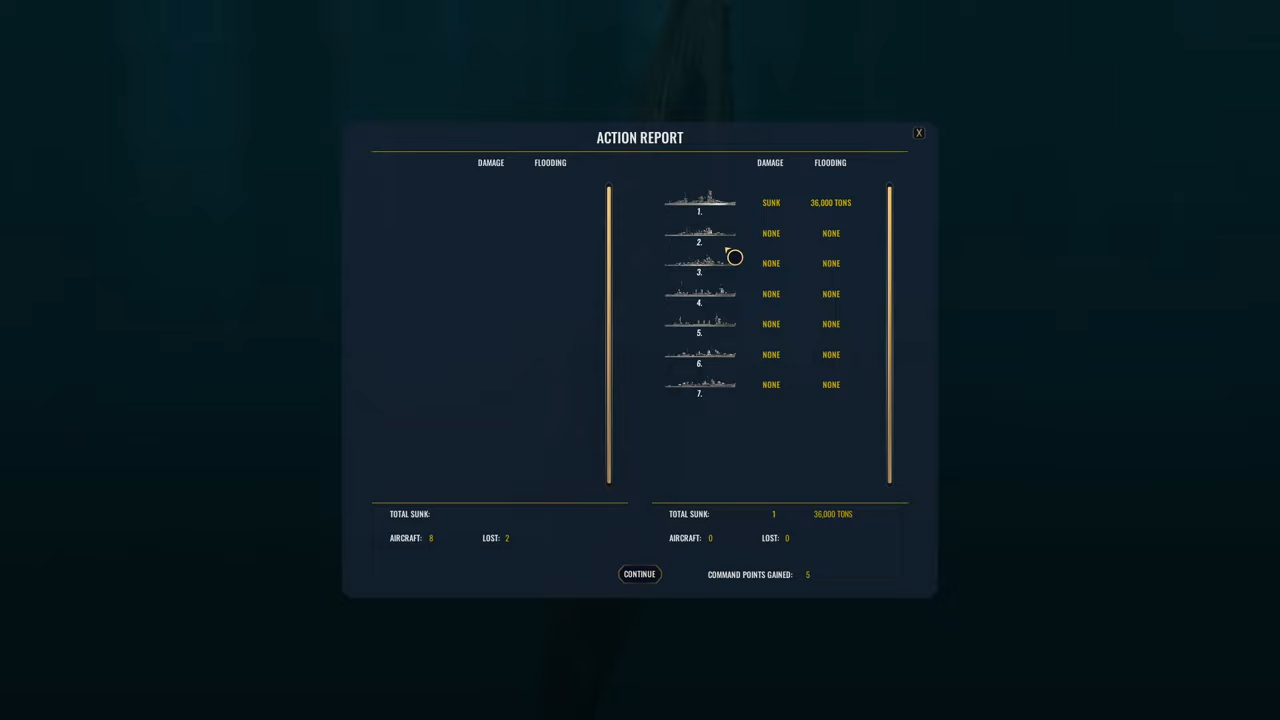 ACTION REPORT
X
DAMAGE FLOODING DAMAGE FLOODING
SUNK 36,000 TONS
1.
NONE NONE
2.
NONE NONE
3.
NONE NONE
4.
NONE NONE
5.
NONE NONE
6.
NONE NONE
7.
TOTAL SUNK: TOTAL SUNK: 1 36,000 TONS
AIRCRAFT: 8 LOST: 2 AIRCRAFT: 0 LOST: 0
CONTINUE COMMAND POINTS GAINED: 5